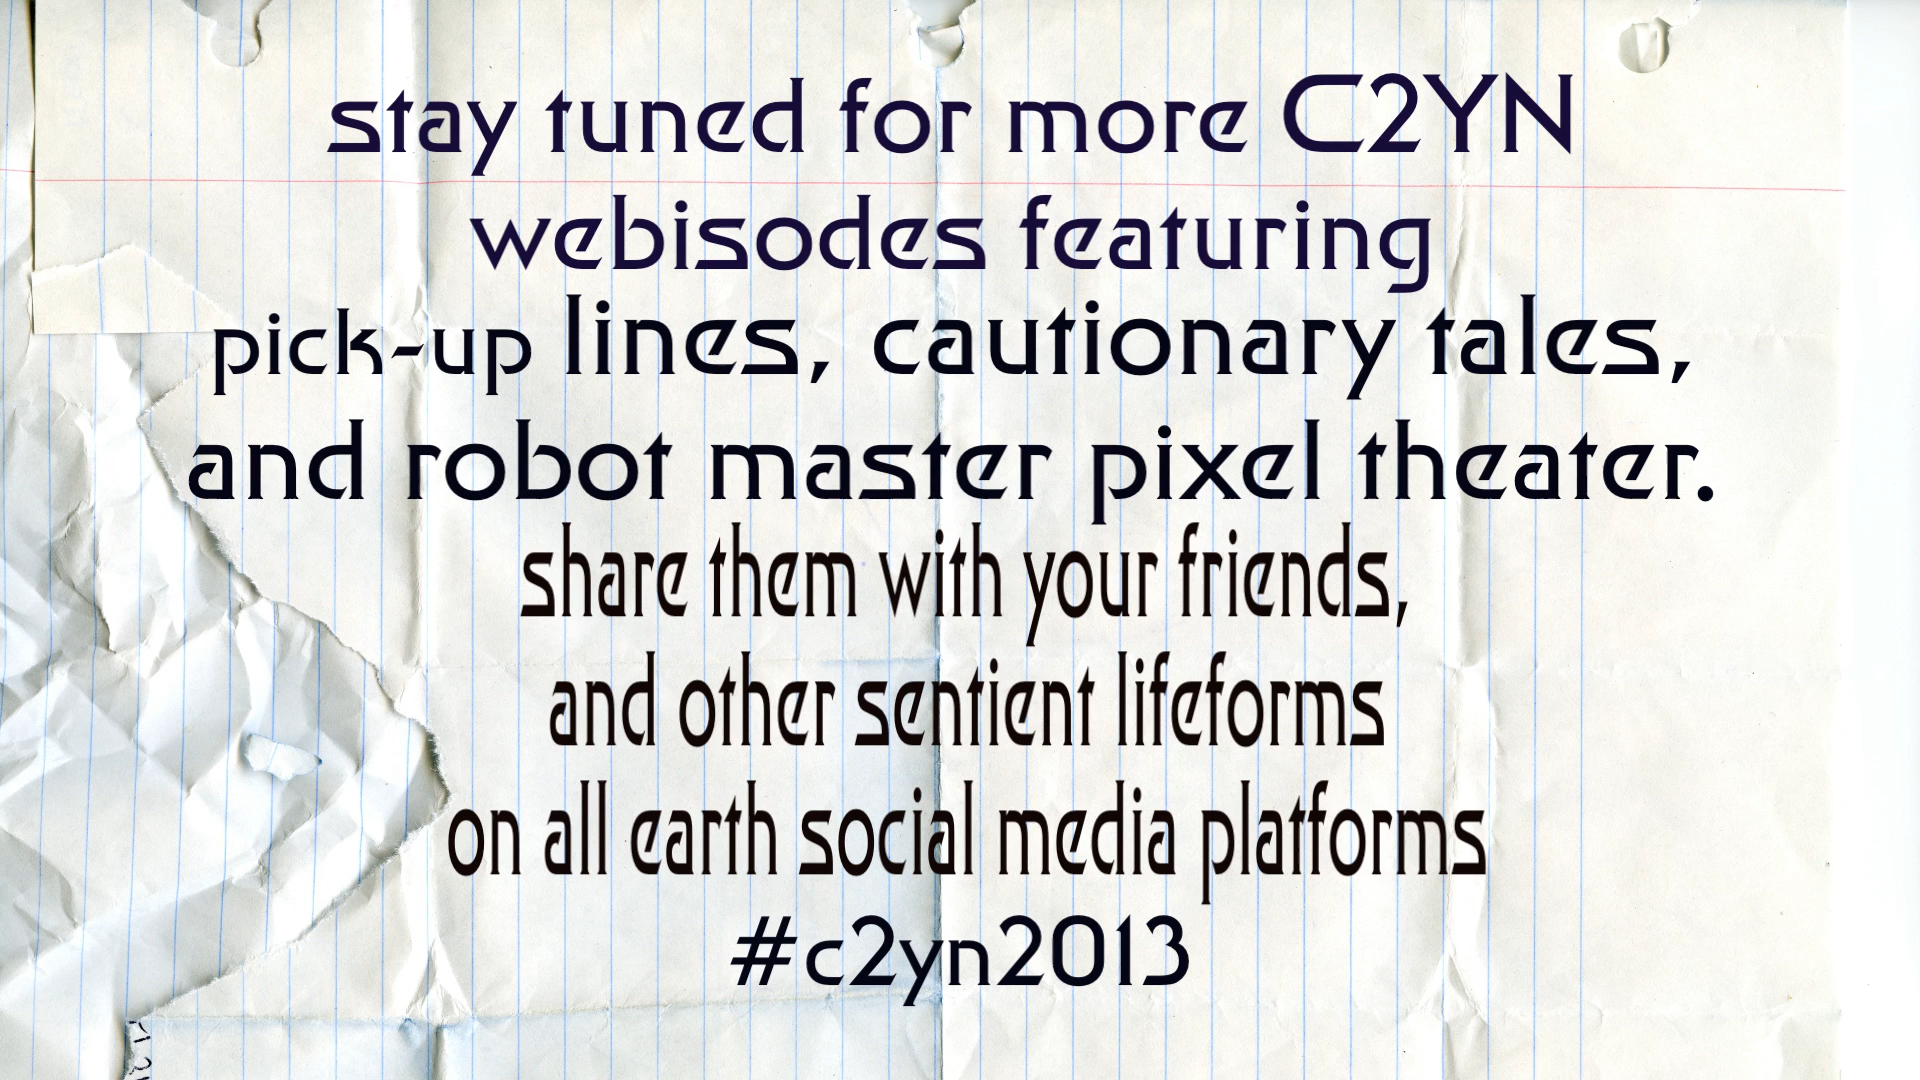 stay tuned for more C2YN
webisodes featuring
pick-up lines, cautionary tales,
and robot master pixel theater.
share them with your friends,
and other sentient lifeforms
on all earth social media platforms
#c2yn2013